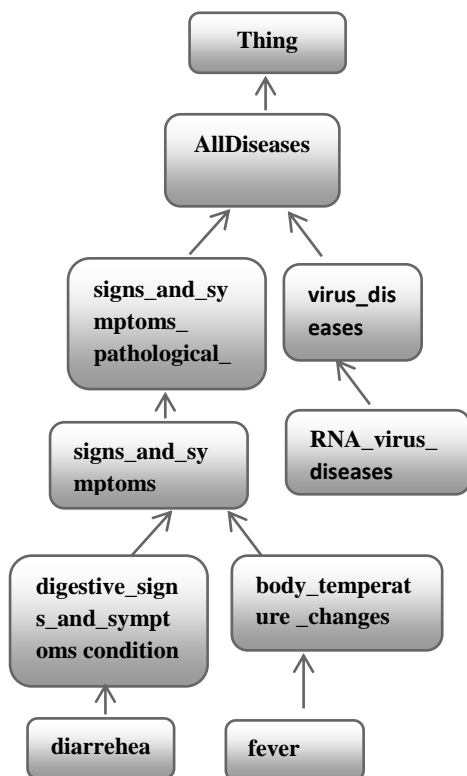 Thing
AllDiseases
signs_and_sy
mptoms_
pathological_
virus_dis
eases
signs_and_sy
mptoms
RNA_virus_
diseases
digestive_sign
s_and_sympt
oms condition
body_temperat
ure _changes
diarrehea
fever